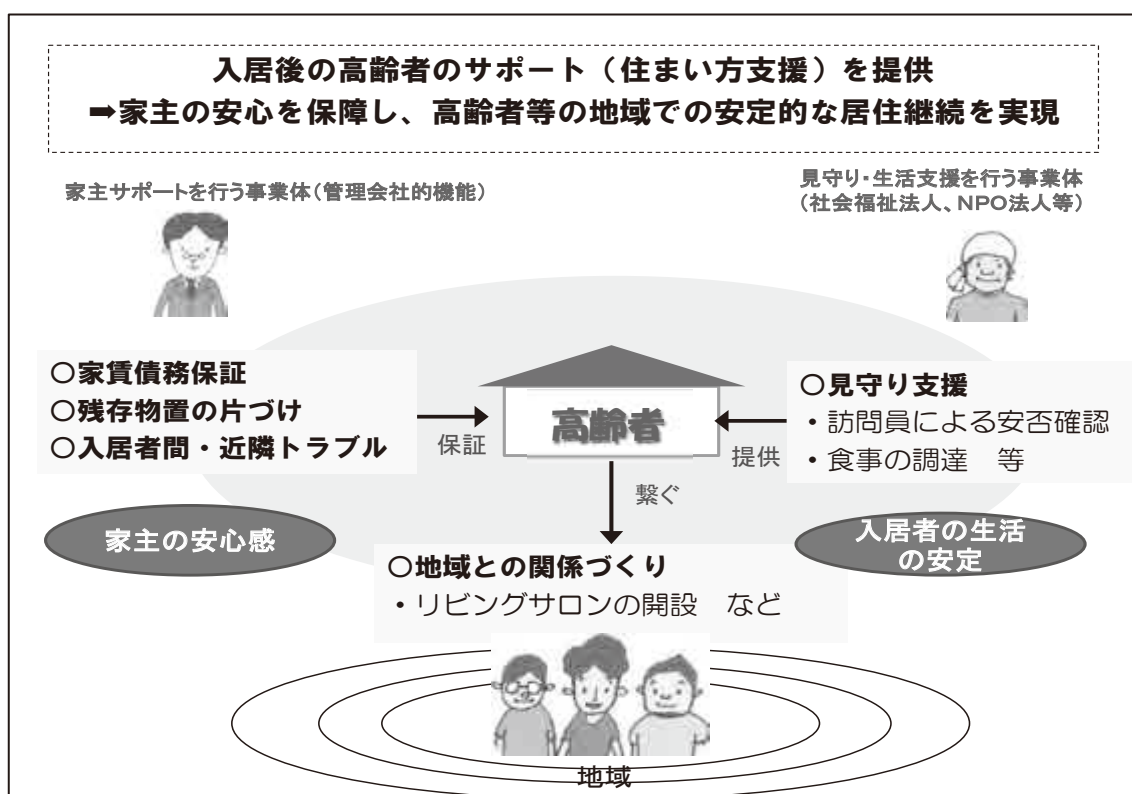 入居後の高齢者のサポート（住まい方支援）を提供
➡家主の安心を保障し、高齢者等の地域での安定的な居住継続を実現
家主サポートを行う事業体（管理会社的機能）
見守り・生活支援を行う事業体
（社会福祉法人、NPO法人等）
○家賃債務保証
○残存物置の片づけ
○入居者間・近隣トラブル
保証
高齢者
提供
○見守り支援
・訪問員による安否確認
・食事の調達　等
繋ぐ
家主の安心感
入居者の生活
の安定
○地域との関係づくり
・リビングサロンの開設　など
地域